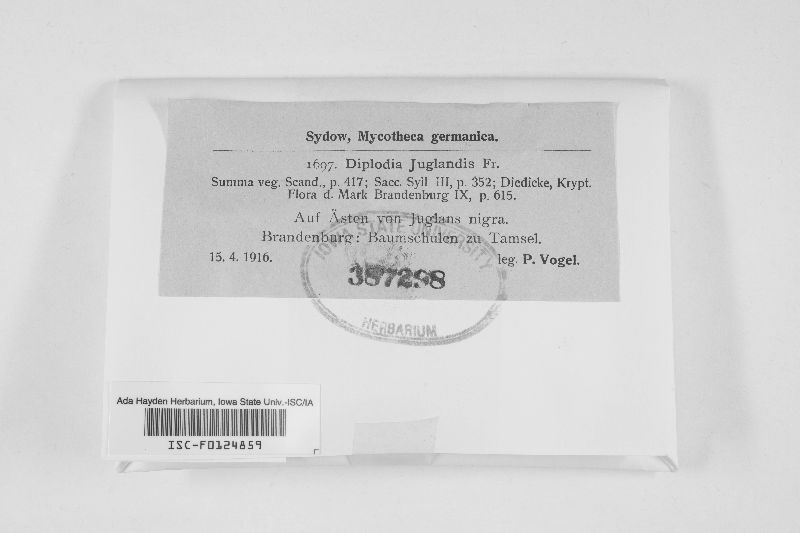 Sydow, Mycotheca germanica.
1697. Diplodia Juglandis Fr.
Summa veg. Scand., p. 417; Sacc. Syll III, p. 352; Diedicke, Krypt.
Flora d. Mark Brandenburg IX, p. 615.
Auf Ästen von Juglans nigra.
Brandenburg: Baumschulen zu Tamsel.
15. 4. 1916. leg. P. Vogel.
IOWA STATE UNIVERSITY
387298
HERBARIUM
Ada Hayden Herbarium, Iowa State Univ.-ISC/IA
ISC-F0124859